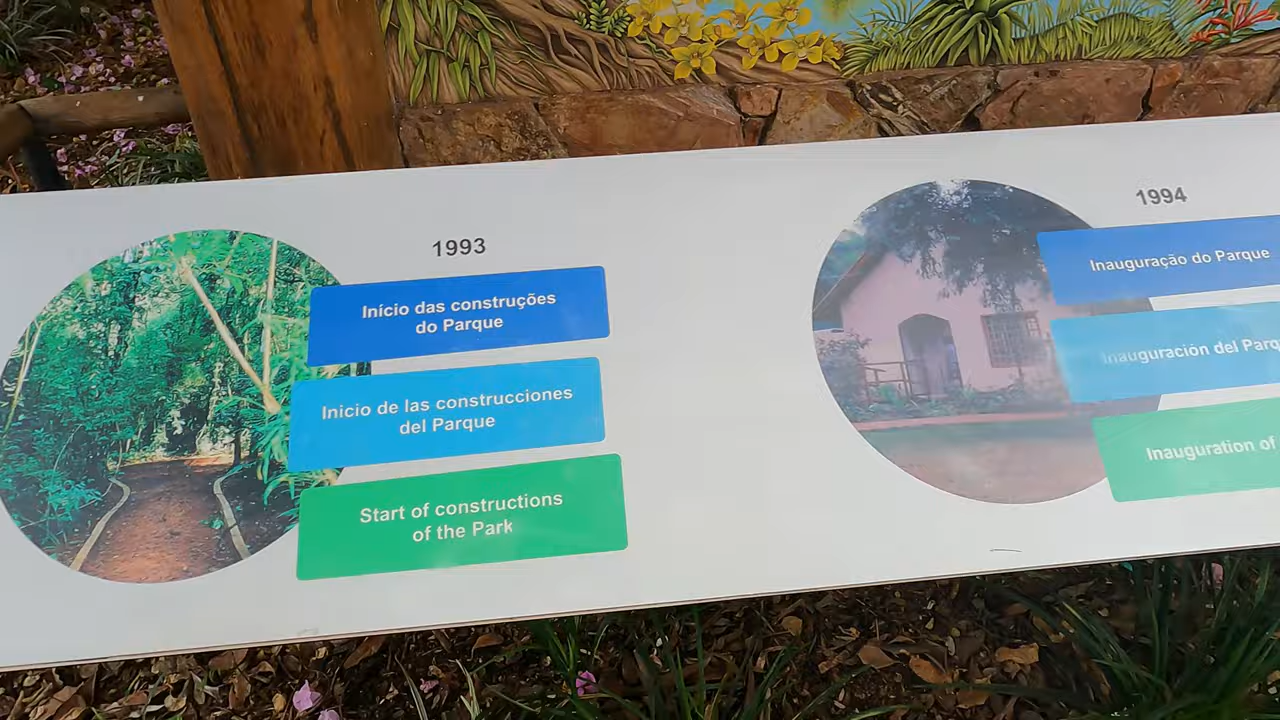 1993
Início das construções
do Parque
Inicio de las construcciones
del Parque
Start of constructions
of the Park
1994
Inauguração do Parque
Inauguración del
Inauguration of